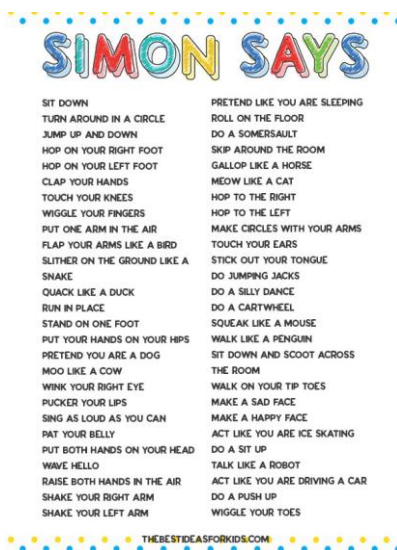 SIMON SAYS
SIT DOWN
TURN AROUND IN A CIRCLE
JUMP UP AND DOWN
HOP ON YOUR RIGHT FOOT
HOP ON YOUR LEFT FOOT
CLAP YOUR HANDS
TOUCH YOUR KNEES
WIGGLE YOUR FINGERS
PUT ONE ARM IN THE AIR
FLAP YOUR ARMS LIKE A BIRD
SLITHER ON THE GROUND LIKE A
SNAKE
QUACK LIKE A DUCK
RUN IN PLACE
STAND ON ONE FOOT
PUT YOUR HANDS ON YOUR HIPS
PRETEND YOU ARE A DOG
MOO LIKE A COW
WINK YOUR RIGHT EYE
PUCKER YOUR LIPS
SING AS LOUD AS YOU CAN
PAT YOUR BELLY
PUT BOTH HANDS ON YOUR HEAD
WAVE HELLO
RAISE BOTH HANDS IN THE AIR
SHAKE YOUR RIGHT ARM
SHAKE YOUR LEFT ARM
PRETEND LIKE YOU ARE SLEEPING
ROLL ON THE FLOOR
DO A SOMERSAULT
SKIP AROUND THE ROOM
GALLOP LIKE A HORSE
MEOW LIKE A CAT
HOP TO THE RIGHT
HOP TO THE LEFT
MAKE CIRCLES WITH YOUR ARMS
TOUCH YOUR EARS
STICK OUT YOUR TONGUE
DO JUMPING JACKS
DO A SILLY DANCE
DO A CARTWHEEL
SQUEAK LIKE A MOUSE
WALK LIKE A PENGUIN
SIT DOWN AND SCOOT ACROSS
THE ROOM
WALK ON YOUR TIP TOES
MAKE A SAD FACE
MAKE A HAPPY FACE
ACT LIKE YOU ARE ICE SKATING
DO A SIT UP
TALK LIKE A ROBOT
ACT LIKE YOU ARE DRIVING A CAR
DO A PUSH UP
WIGGLE YOUR TOES
THEBESTIDEASFORKIDS.COM